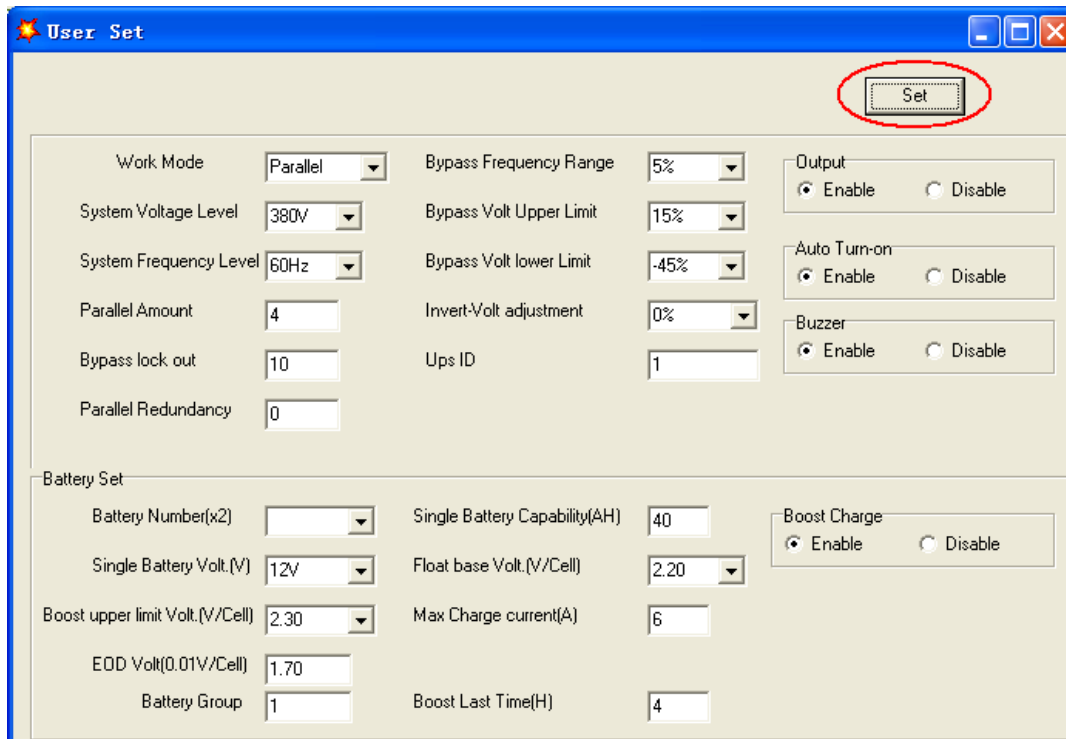 User Set
Set
Work Mode Parallel Bypass Frequency Range 5% Output
Enable Disable
System Voltage Level 380V Bypass Volt Upper Limit 15%
System Frequency Level 60Hz Bypass Volt lower Limit -45% Auto Turn-on
Enable Disable
Parallel Amount 4 Invert-Volt adjustment 0% Buzzer
Bypass lock out 10 Ups ID 1 Enable Disable
Parallel Redundancy 0
Battery Set
Battery Number(x2) Single Battery Capability(AH) 40 Boost Charge
Enable Disable
Single Battery Volt.(V) 12V Float base Volt.(V/Cell) 2.20
Boost upper limit Volt.(V/Cell) 2.30 Max Charge current(A) 6
EOD Volt(0.01V/Cell) 1.70
Battery Group 1 Boost Last Time(H) 4